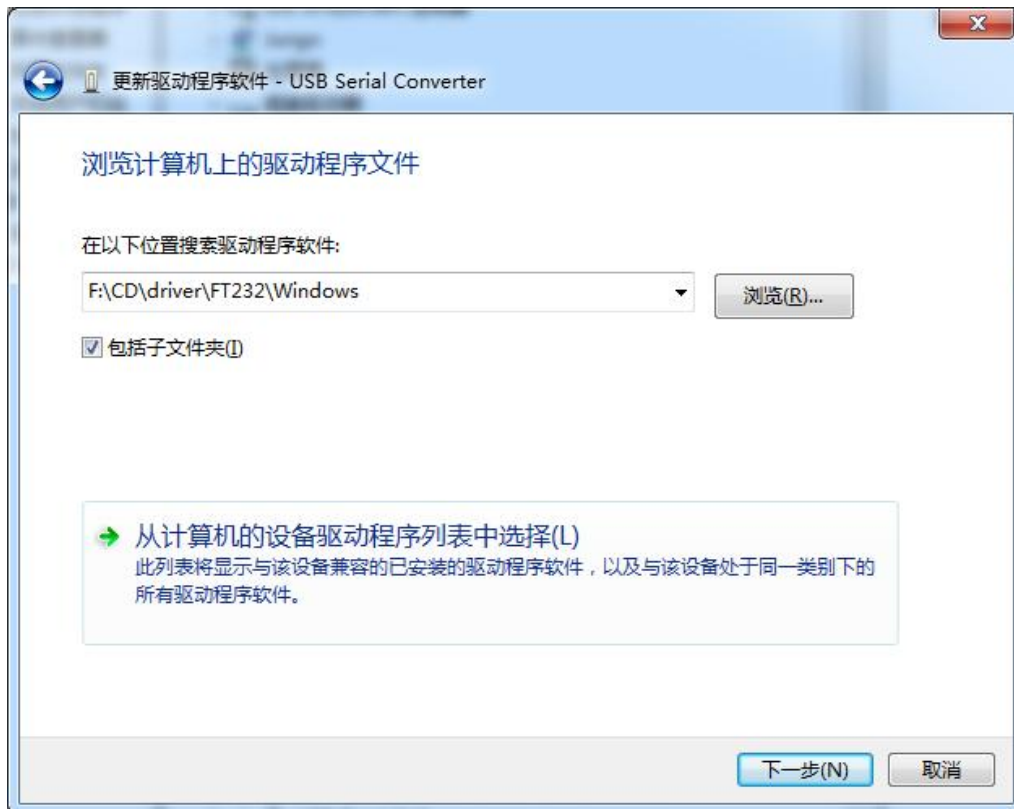 更新驱动程序软件 - USB Serial Converter
浏览计算机上的驱动程序文件
在以下位置搜索驱动程序软件:
F:\CD\driver\FT232\Windows
浏览(R)...
包括子文件夹(I)
从计算机的设备驱动程序列表中选择(L)
此列表将显示与该设备兼容的已安装的驱动程序软件，以及与该设备处于同一类别下的
所有驱动程序软件。
下一步(N)
取消